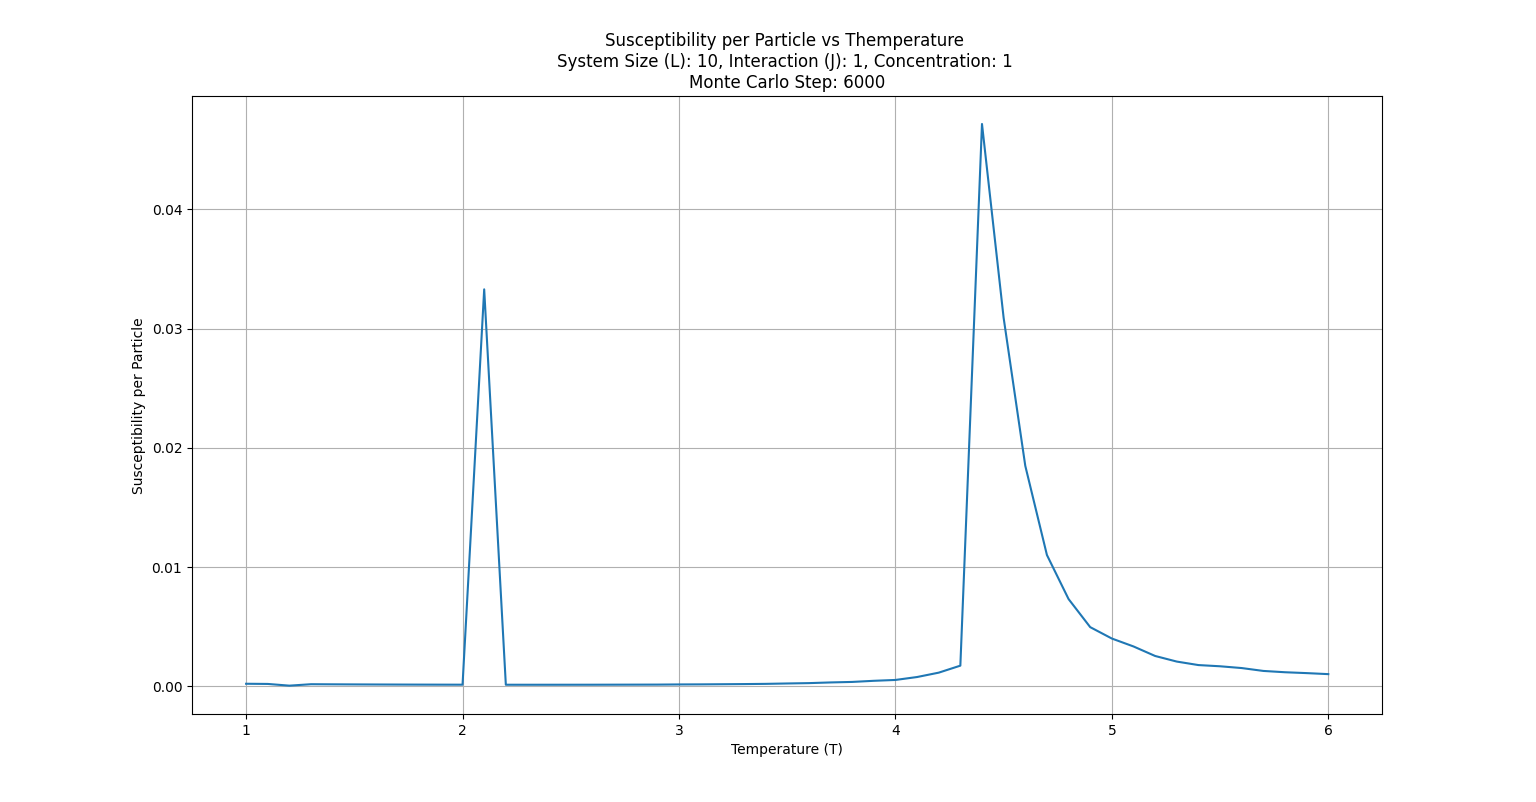 Susceptibility per Particle vs Themperature
System Size (L): 10, Interaction (J): 1, Concentration: 1
Monte Carlo Step: 6000
Susceptibility per Particle
0.04
0.03
0.02
0.01
0.00
1 2 3 4 5 6
Temperature (T)